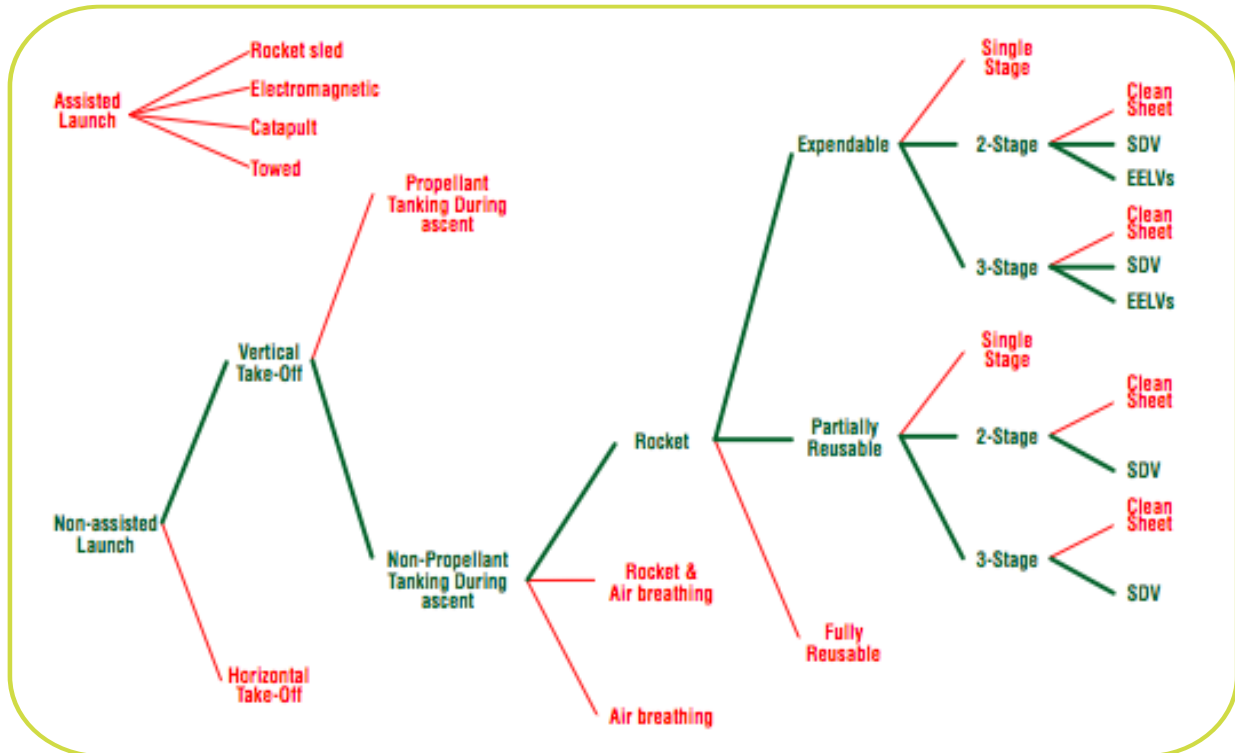 Assisted
Launch
Rocket sled
Electromagnetic
Catapult
Towed
Non-assisted
Launch
Vertical
Take-Off
Horizontal
Take-Off
Propellant
Tanking During
ascent
Non-Propellant
Tanking During
ascent
Rocket
Rocket &
Air breathing
Air breathing
Expendable
Partially
Reusable
Fully
Reusable
Single
Stage
2-Stage
3-Stage
Clean
Sheet
SDV
EELVs
Clean
Sheet
SDV
EELVs
Single
Stage
2-Stage
3-Stage
Clean
Sheet
SDV
Clean
Sheet
SDV